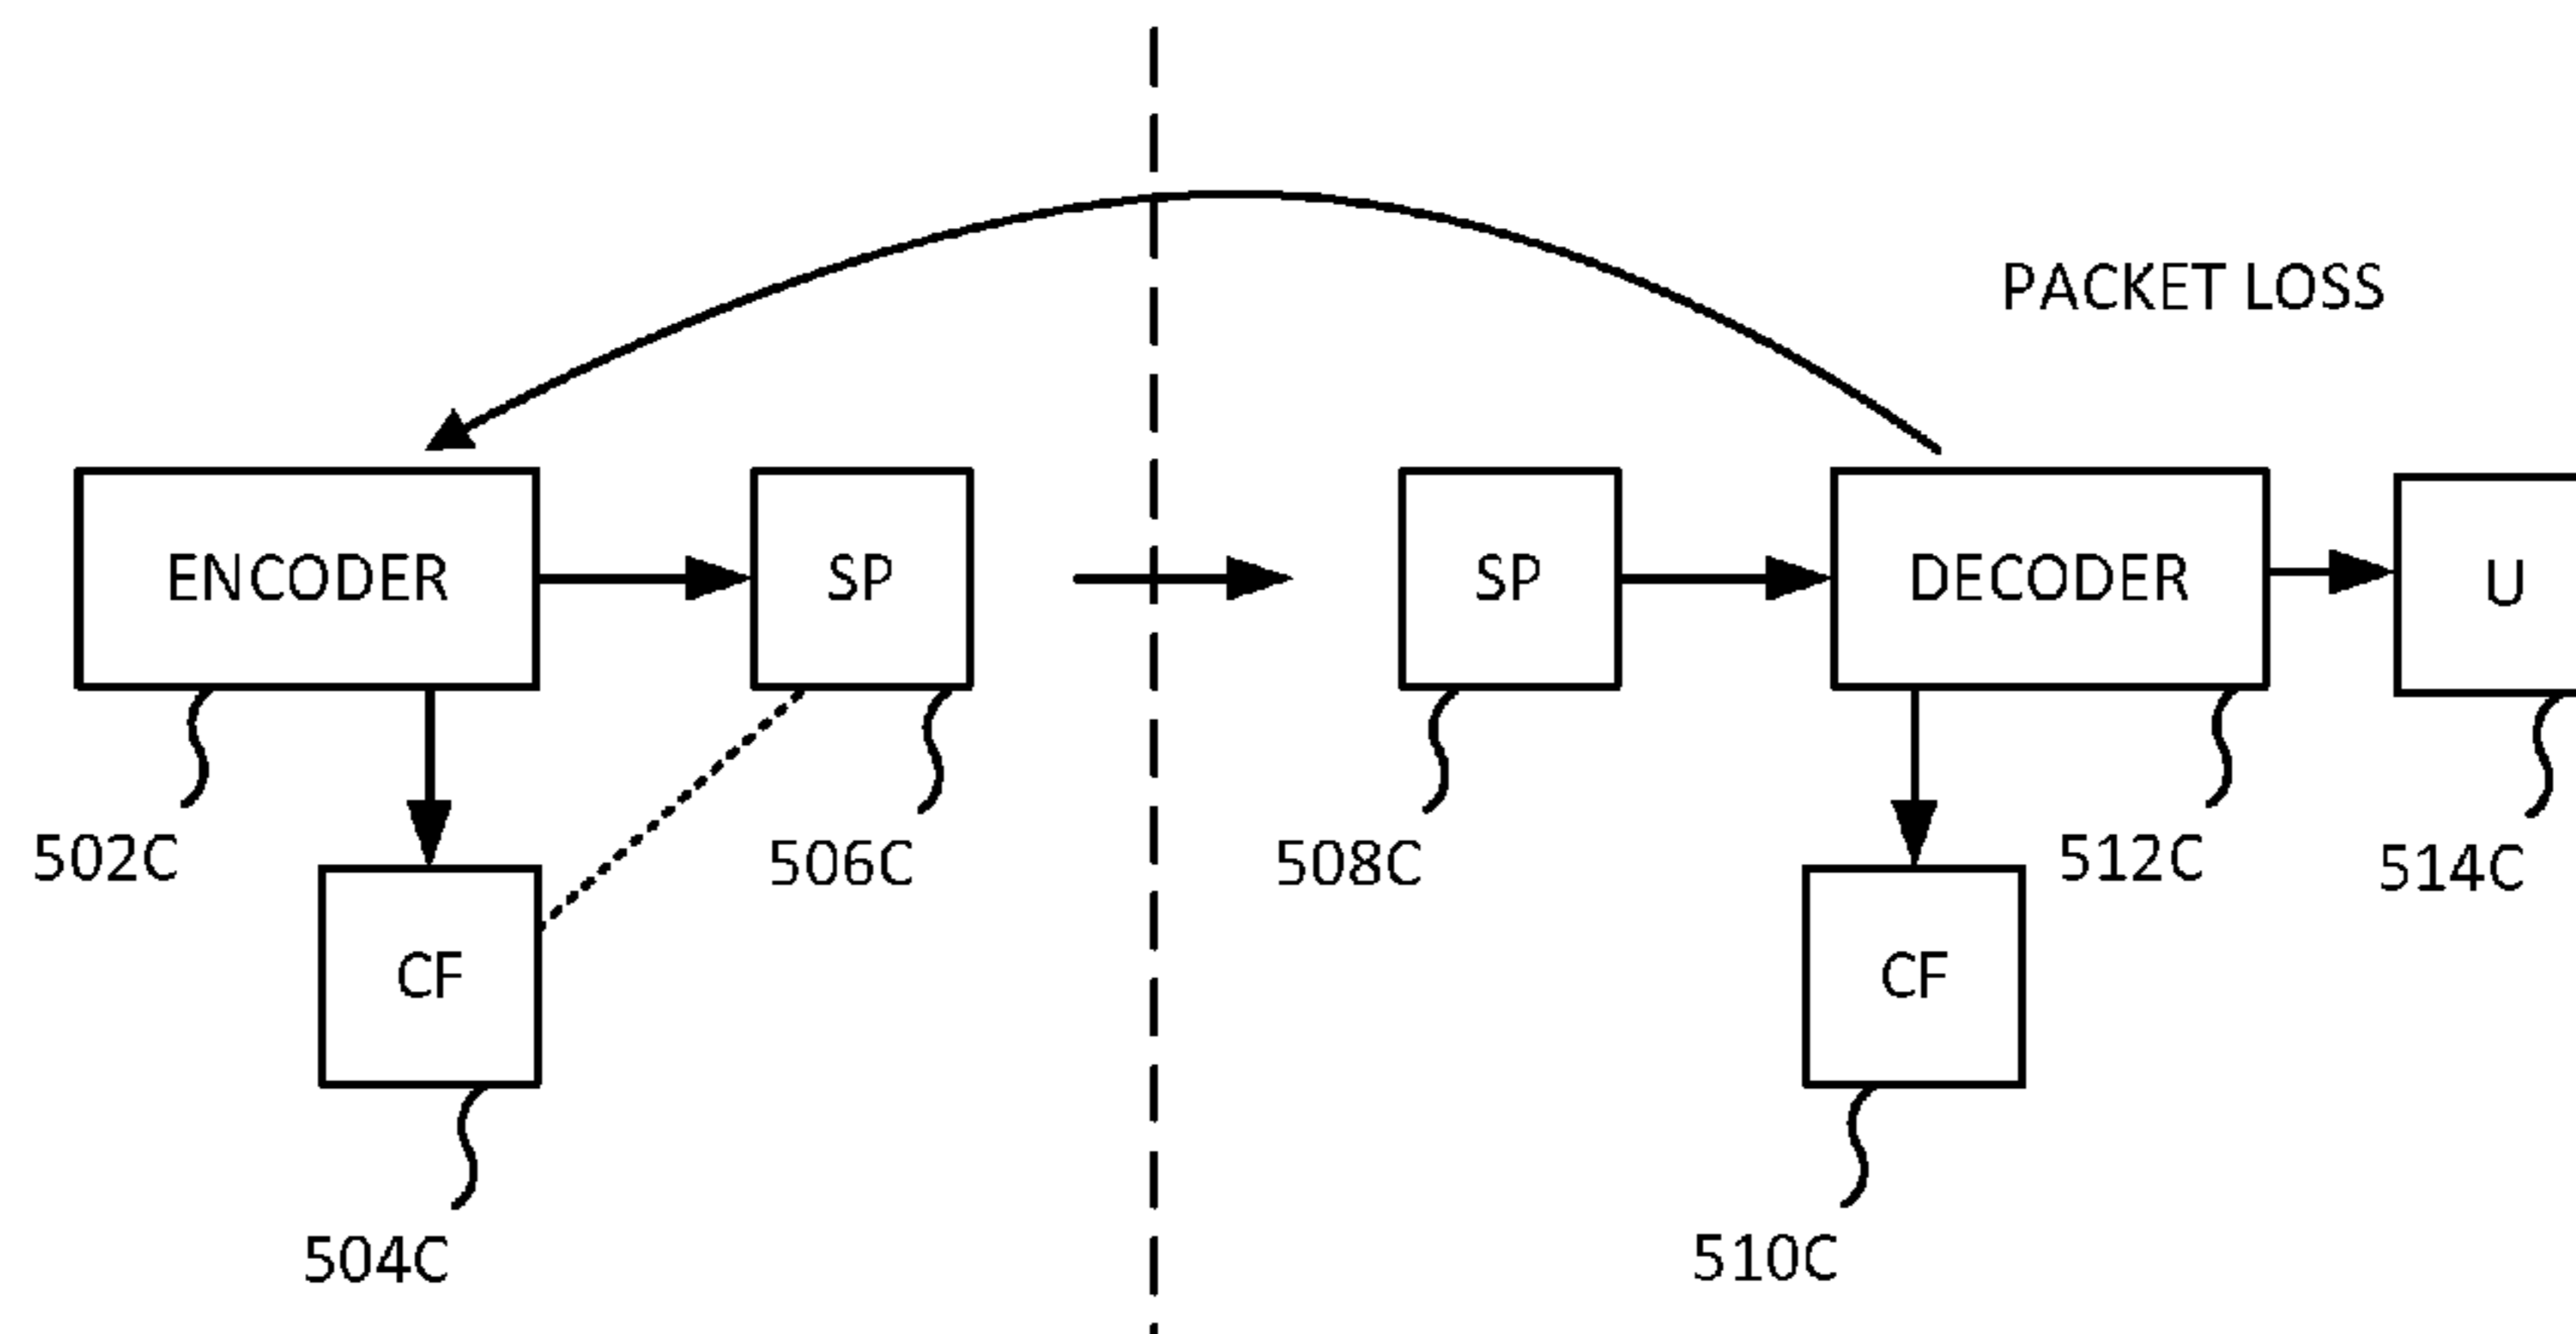 PACKET LOSS
ENCODER
SP
SP
DECODER
U
502C
506C
508C
512C
514C
CF
CF
504C
510C